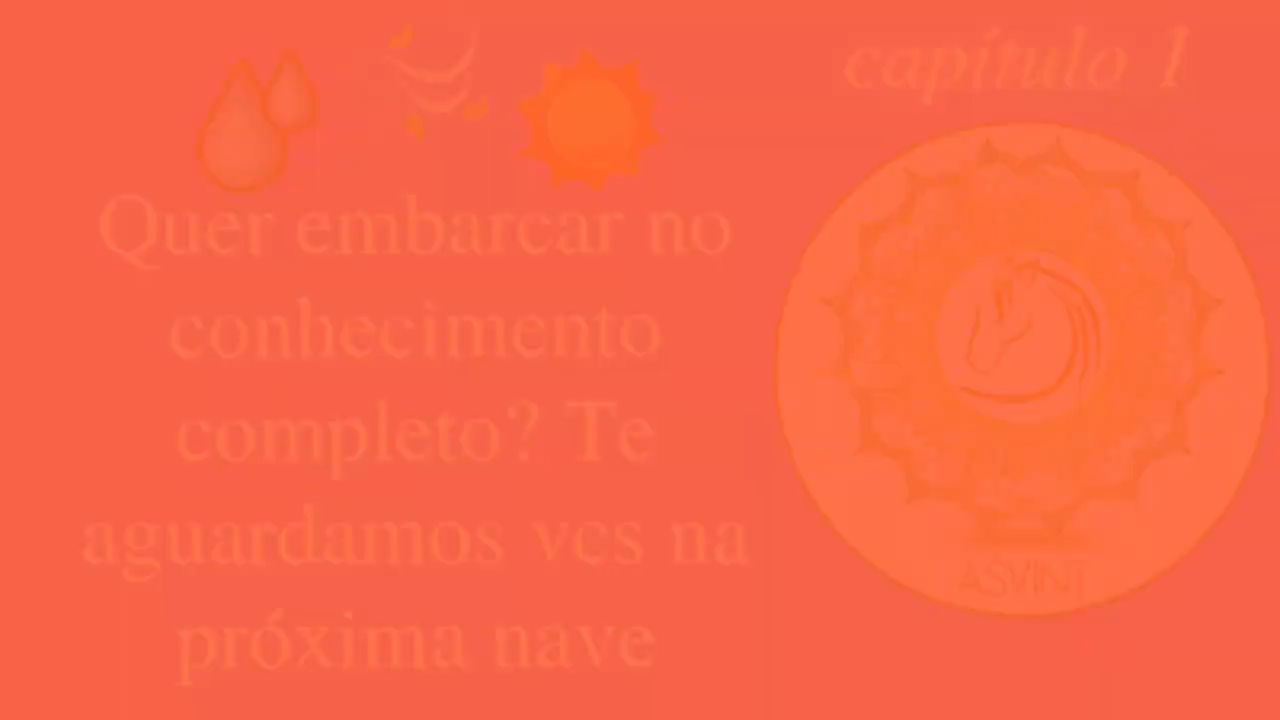 capítulo 1
Quer embarcar no
conhecimento
completo? Te
aguardamos vcs na
próxima nave